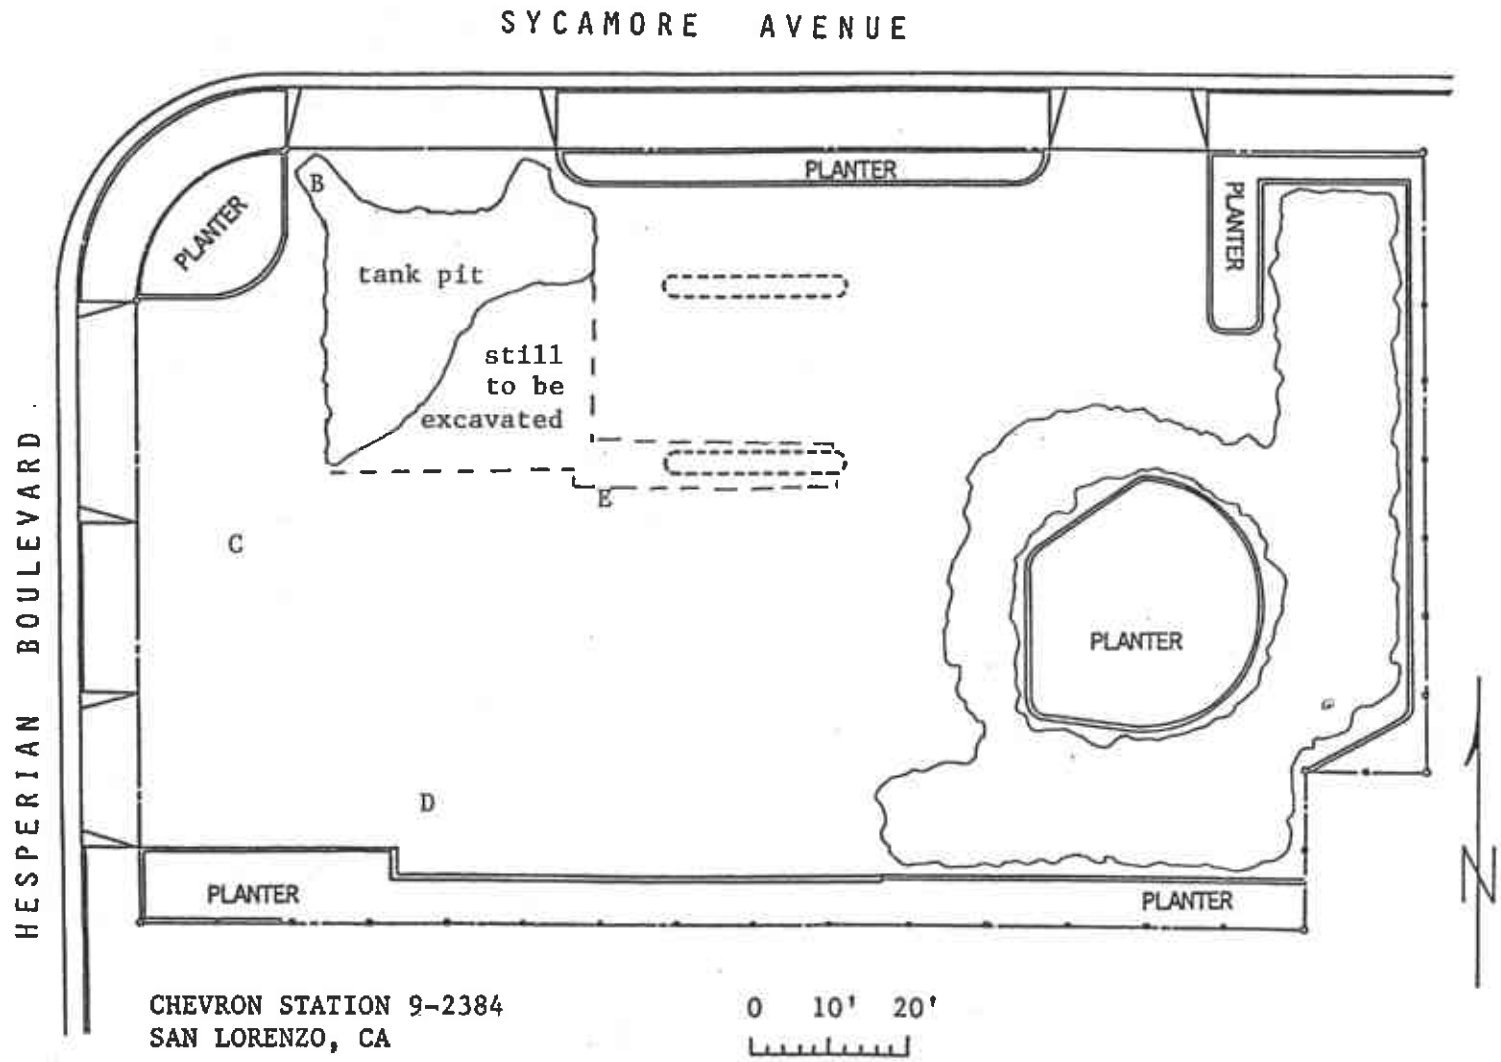 SYCAMORE AVENUE
PLANTER
B
PLANTER
PLANTER
tank pit
still
to be
excavated
E
HESPERIAN BOULEVARD
C
PLANTER
G
D
PLANTER
PLANTER
N
CHEVRON STATION 9-2384
SAN LORENZO, CA
0 10' 20'